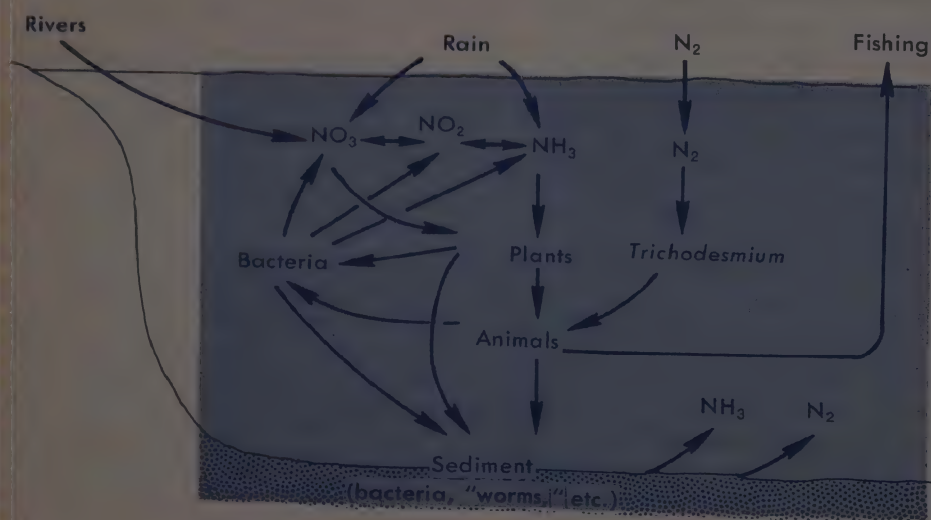 Rivers
Rain
N₂
Fishing
NO₃
NO₂
NH₃
N₂
Bacteria
Plants
Trichodesmium
Animals
NH₃
N₂
Sediment
(bacteria, "worms," etc.)